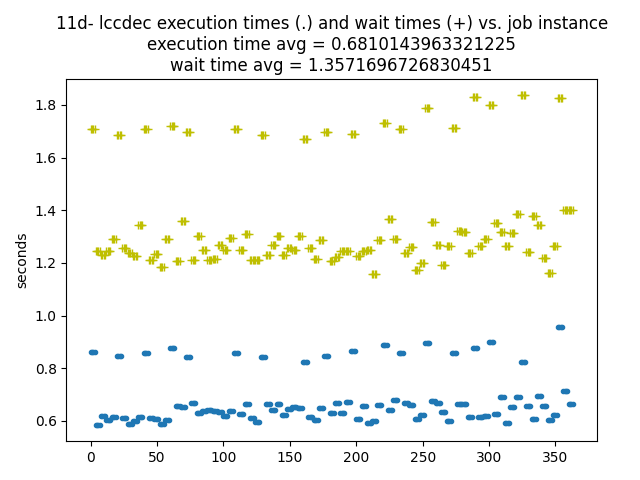 11d- lccdec execution times (.) and wait times (+) vs. job instance
execution time avg = 0.6810143963321225
wait time avg = 1.3571696726830451
seconds
1.8
1.6
1.4
1.2
1.0
0.8
0.6
0 50 100 150 200 250 300 350